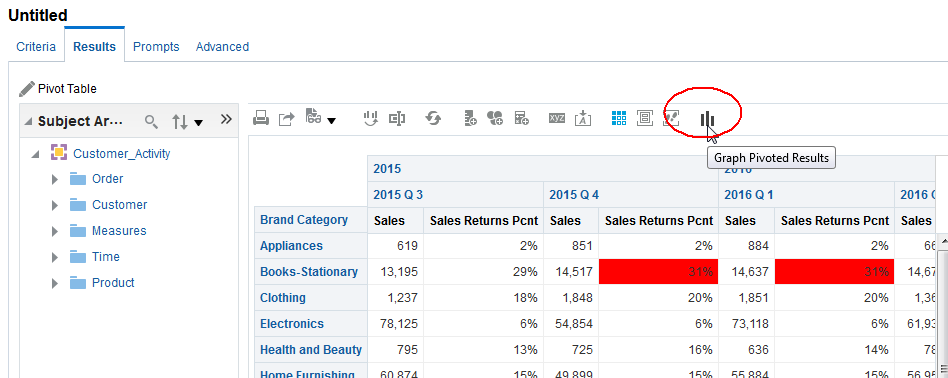 Untitled
Criteria Results Prompts Advanced
Pivot Table
Subject Ar···
Customer_Activity
Order
Customer
Measures
Time
Product
xyz
A
Graph Pivoted Results
2015
2015 Q 3 2015 Q 4 2016 Q 1 2016
Brand Category Sales Sales Returns Pcnt Sales Sales Returns Pcnt Sales Sales Returns Pcnt Sales
Appliances 619 2% 851 2% 884 2% 66
Books-Stationary 13,195 29% 14,517 31% 14,637 31% 14,67
Clothing 1,237 18% 1,848 20% 1,851 20% 1,36
Electronics 78,125 6% 54,854 6% 73,118 6% 61,93
Health and Beauty 795 13% 725 16% 636 14% 78
Home Furnishing 60,874 15% 49,899 15% 55,884 15% 56,95